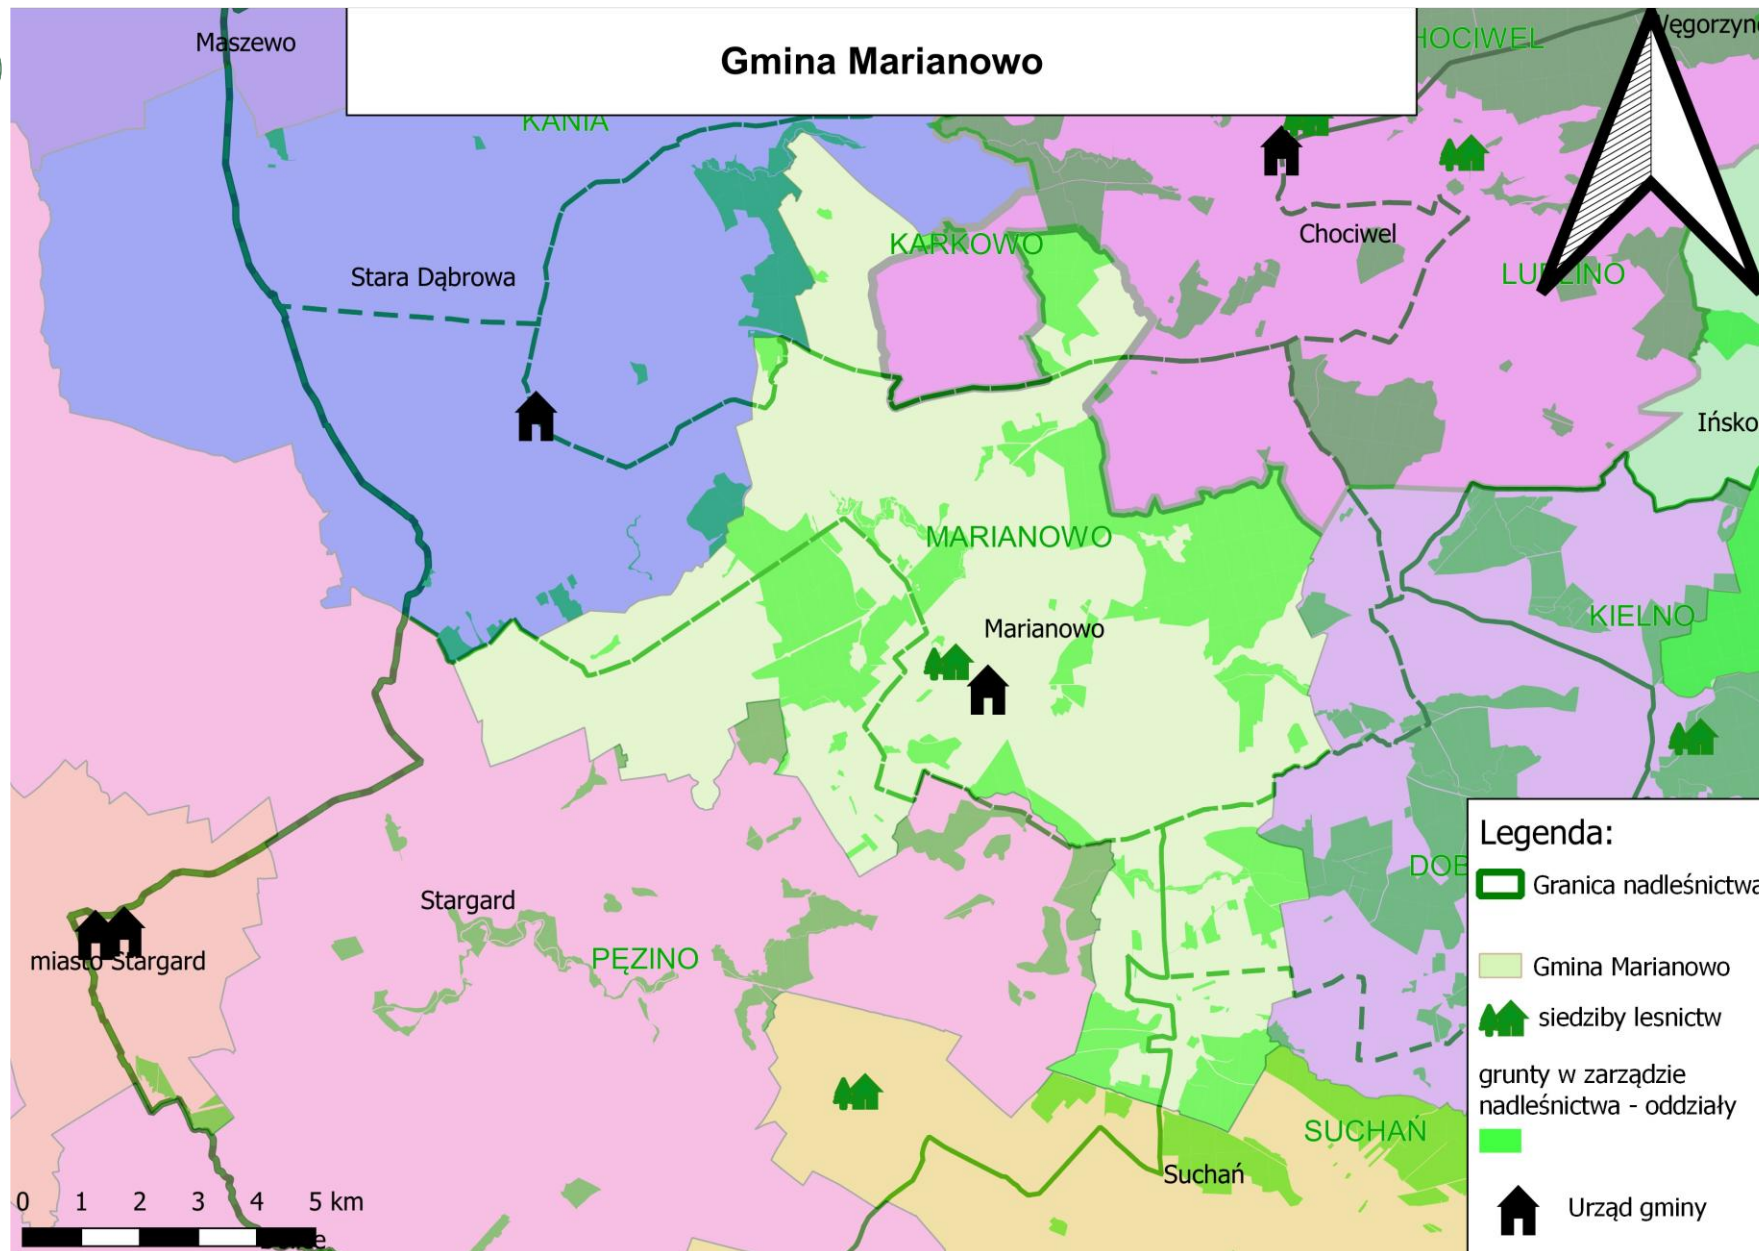 Gmina Marianowo
Maszewo
KANIA
Stara Dąbrowa
KARKOWO
Chociwel
LUBLINO
Ińsko
MARIANOWO
Marianowo
KIELNO
Stargard
PĘZINO
miasto Stargard
SUCHAŃ
Suchań
0 1 2 3 4 5 km
Legenda:
Granica nadleśnictwa
Gmina Marianowo
siedziby lesnictw
grunty w zarządzie
nadleśnictwa - oddziały
Urząd gminy